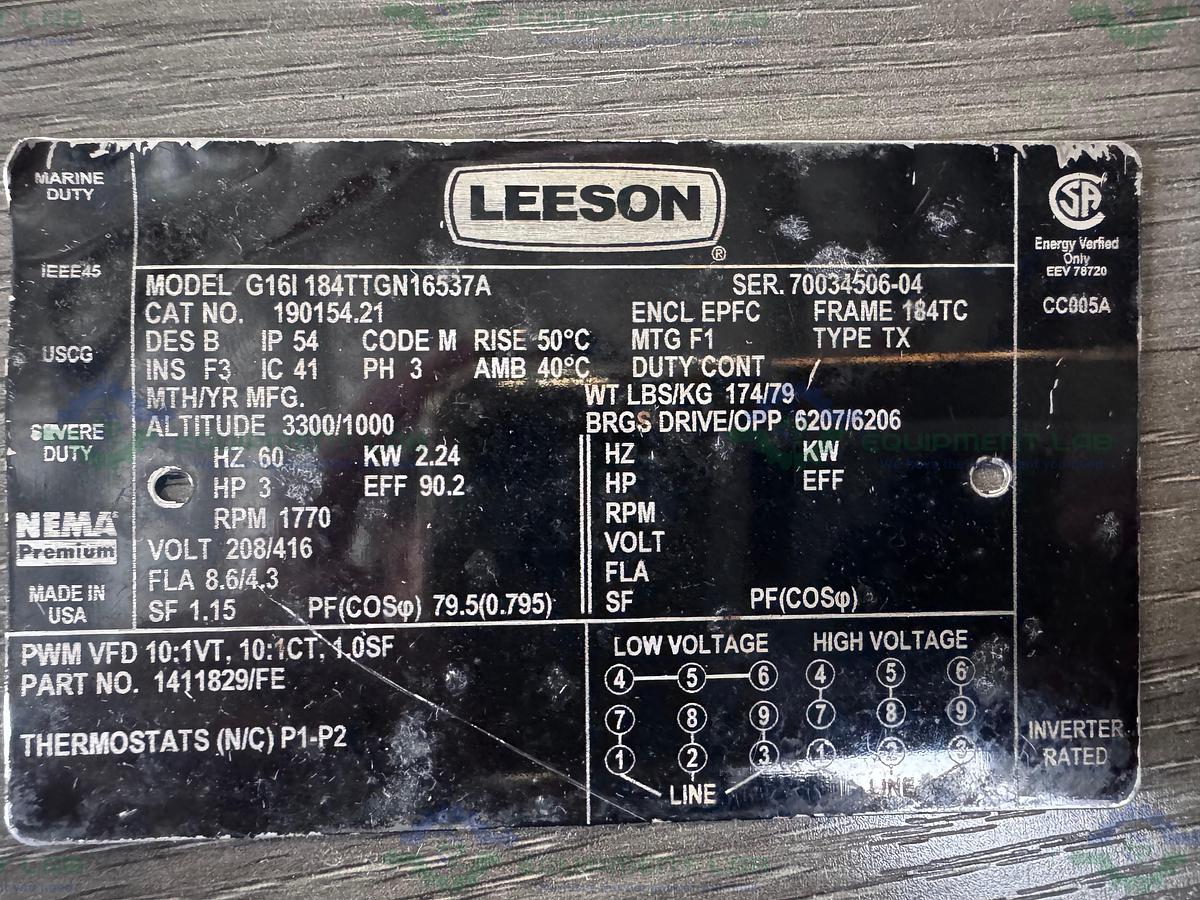 MARINE
DUTY
IEEE45
USCG
SEVERE
DUTY
NEMA
Premium
MADE IN
USA
LEESON
®
MODEL G16I 184TTGN16537A SER. 70034506-04
CAT NO. 190154.21 ENCL EPFC FRAME 184TC
DES B IP 54 CODE M RISE 50°C MTG F1 TYPE TX
INS F3 IC 41 PH 3 AMB 40°C DUTY CONT
MTH/YR MFG. WT LBS/KG 174/79
ALTITUDE 3300/1000 BRGS DRIVE/OPP 6207/6206
HZ 60 KW 2.24
HP 3 EFF 90.2
RPM 1770
VOLT 208/416
FLA 8.6/4.3
SF 1.15 PF(COSφ) 79.5(0.795)
HZ KW
HP EFF
RPM
VOLT
FLA
SF PF(COSφ)
PWM VFD 10:1VT, 10:1CT, 1.0SF
PART NO. 1411829/FE
THERMOSTATS (N/C) P1-P2
LOW VOLTAGE HIGH VOLTAGE
4 5 6 4 5 6
7 8 9 7 8 9
1 2 3 1 2 3
LINE LINE
SA
Energy Verfied
Only
EEV 78720
CC005A
INVERTER
RATED
EQUIPMENT LAB